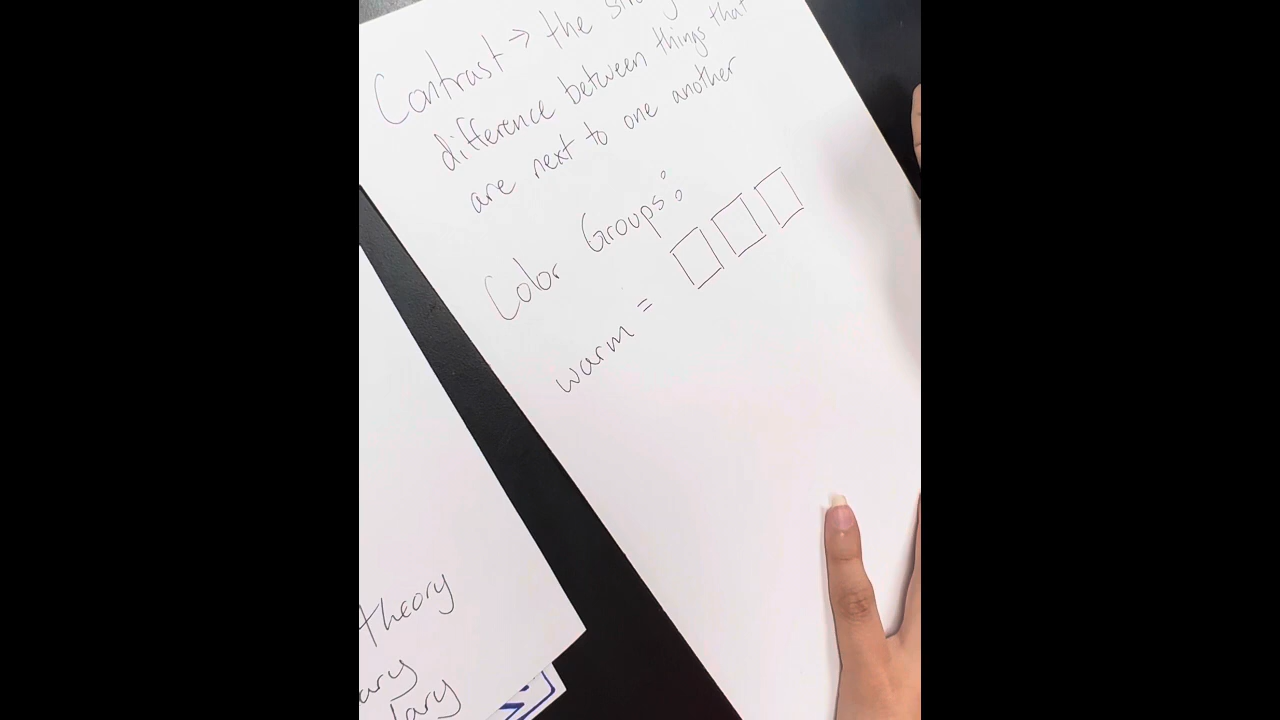 Contrast → the
difference between things that
are next to one another
Color Groups:
warm =
theory